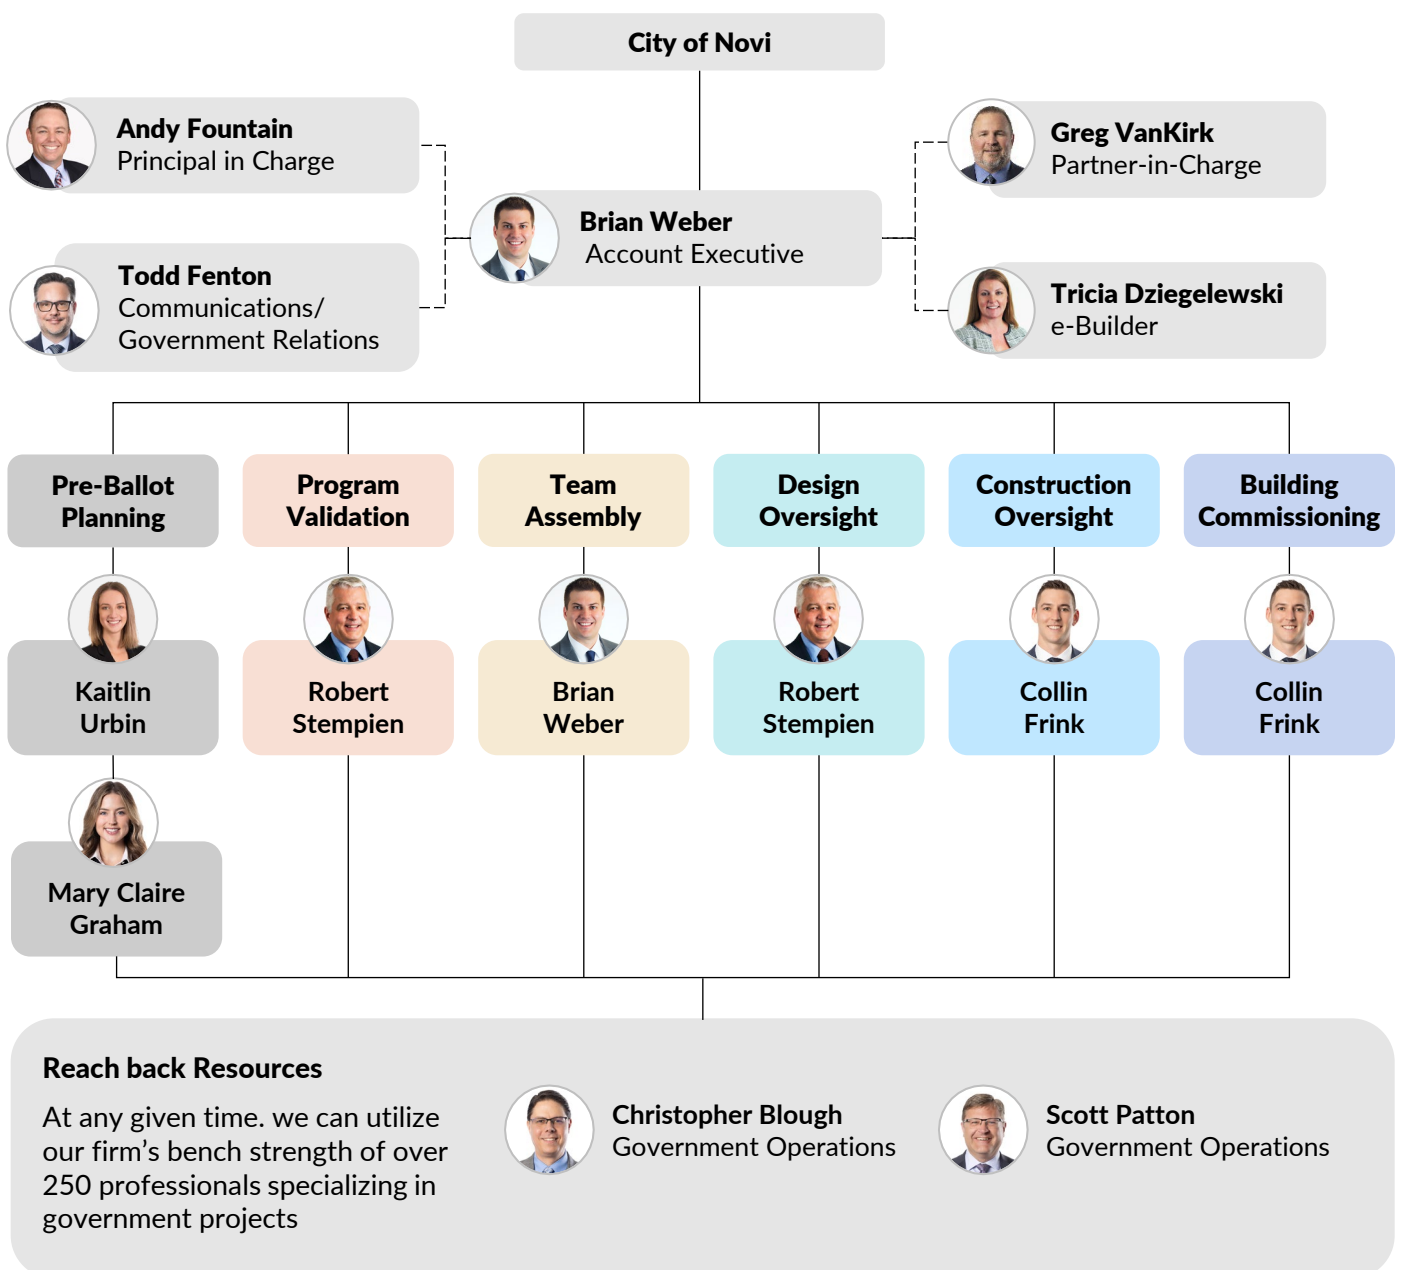 City of Novi
Andy Fountain
Principal in Charge
Greg VanKirk
Partner-in-Charge
Brian Weber
Account Executive
Todd Fenton
Communications/
Government Relations
Tricia Dziegelewski
e-Builder
Pre-Ballot
Planning
Program
Validation
Team
Assembly
Design
Oversight
Construction
Oversight
Building
Commissioning
Kaitlin
Urbin
Robert
Stempien
Brian
Weber
Robert
Stempien
Collin
Frink
Collin
Frink
Mary Claire
Graham
Reach back Resources
At any given time. we can utilize
our firm’s bench strength of over
250 professionals specializing in
government projects
Christopher Blough
Government Operations
Scott Patton
Government Operations